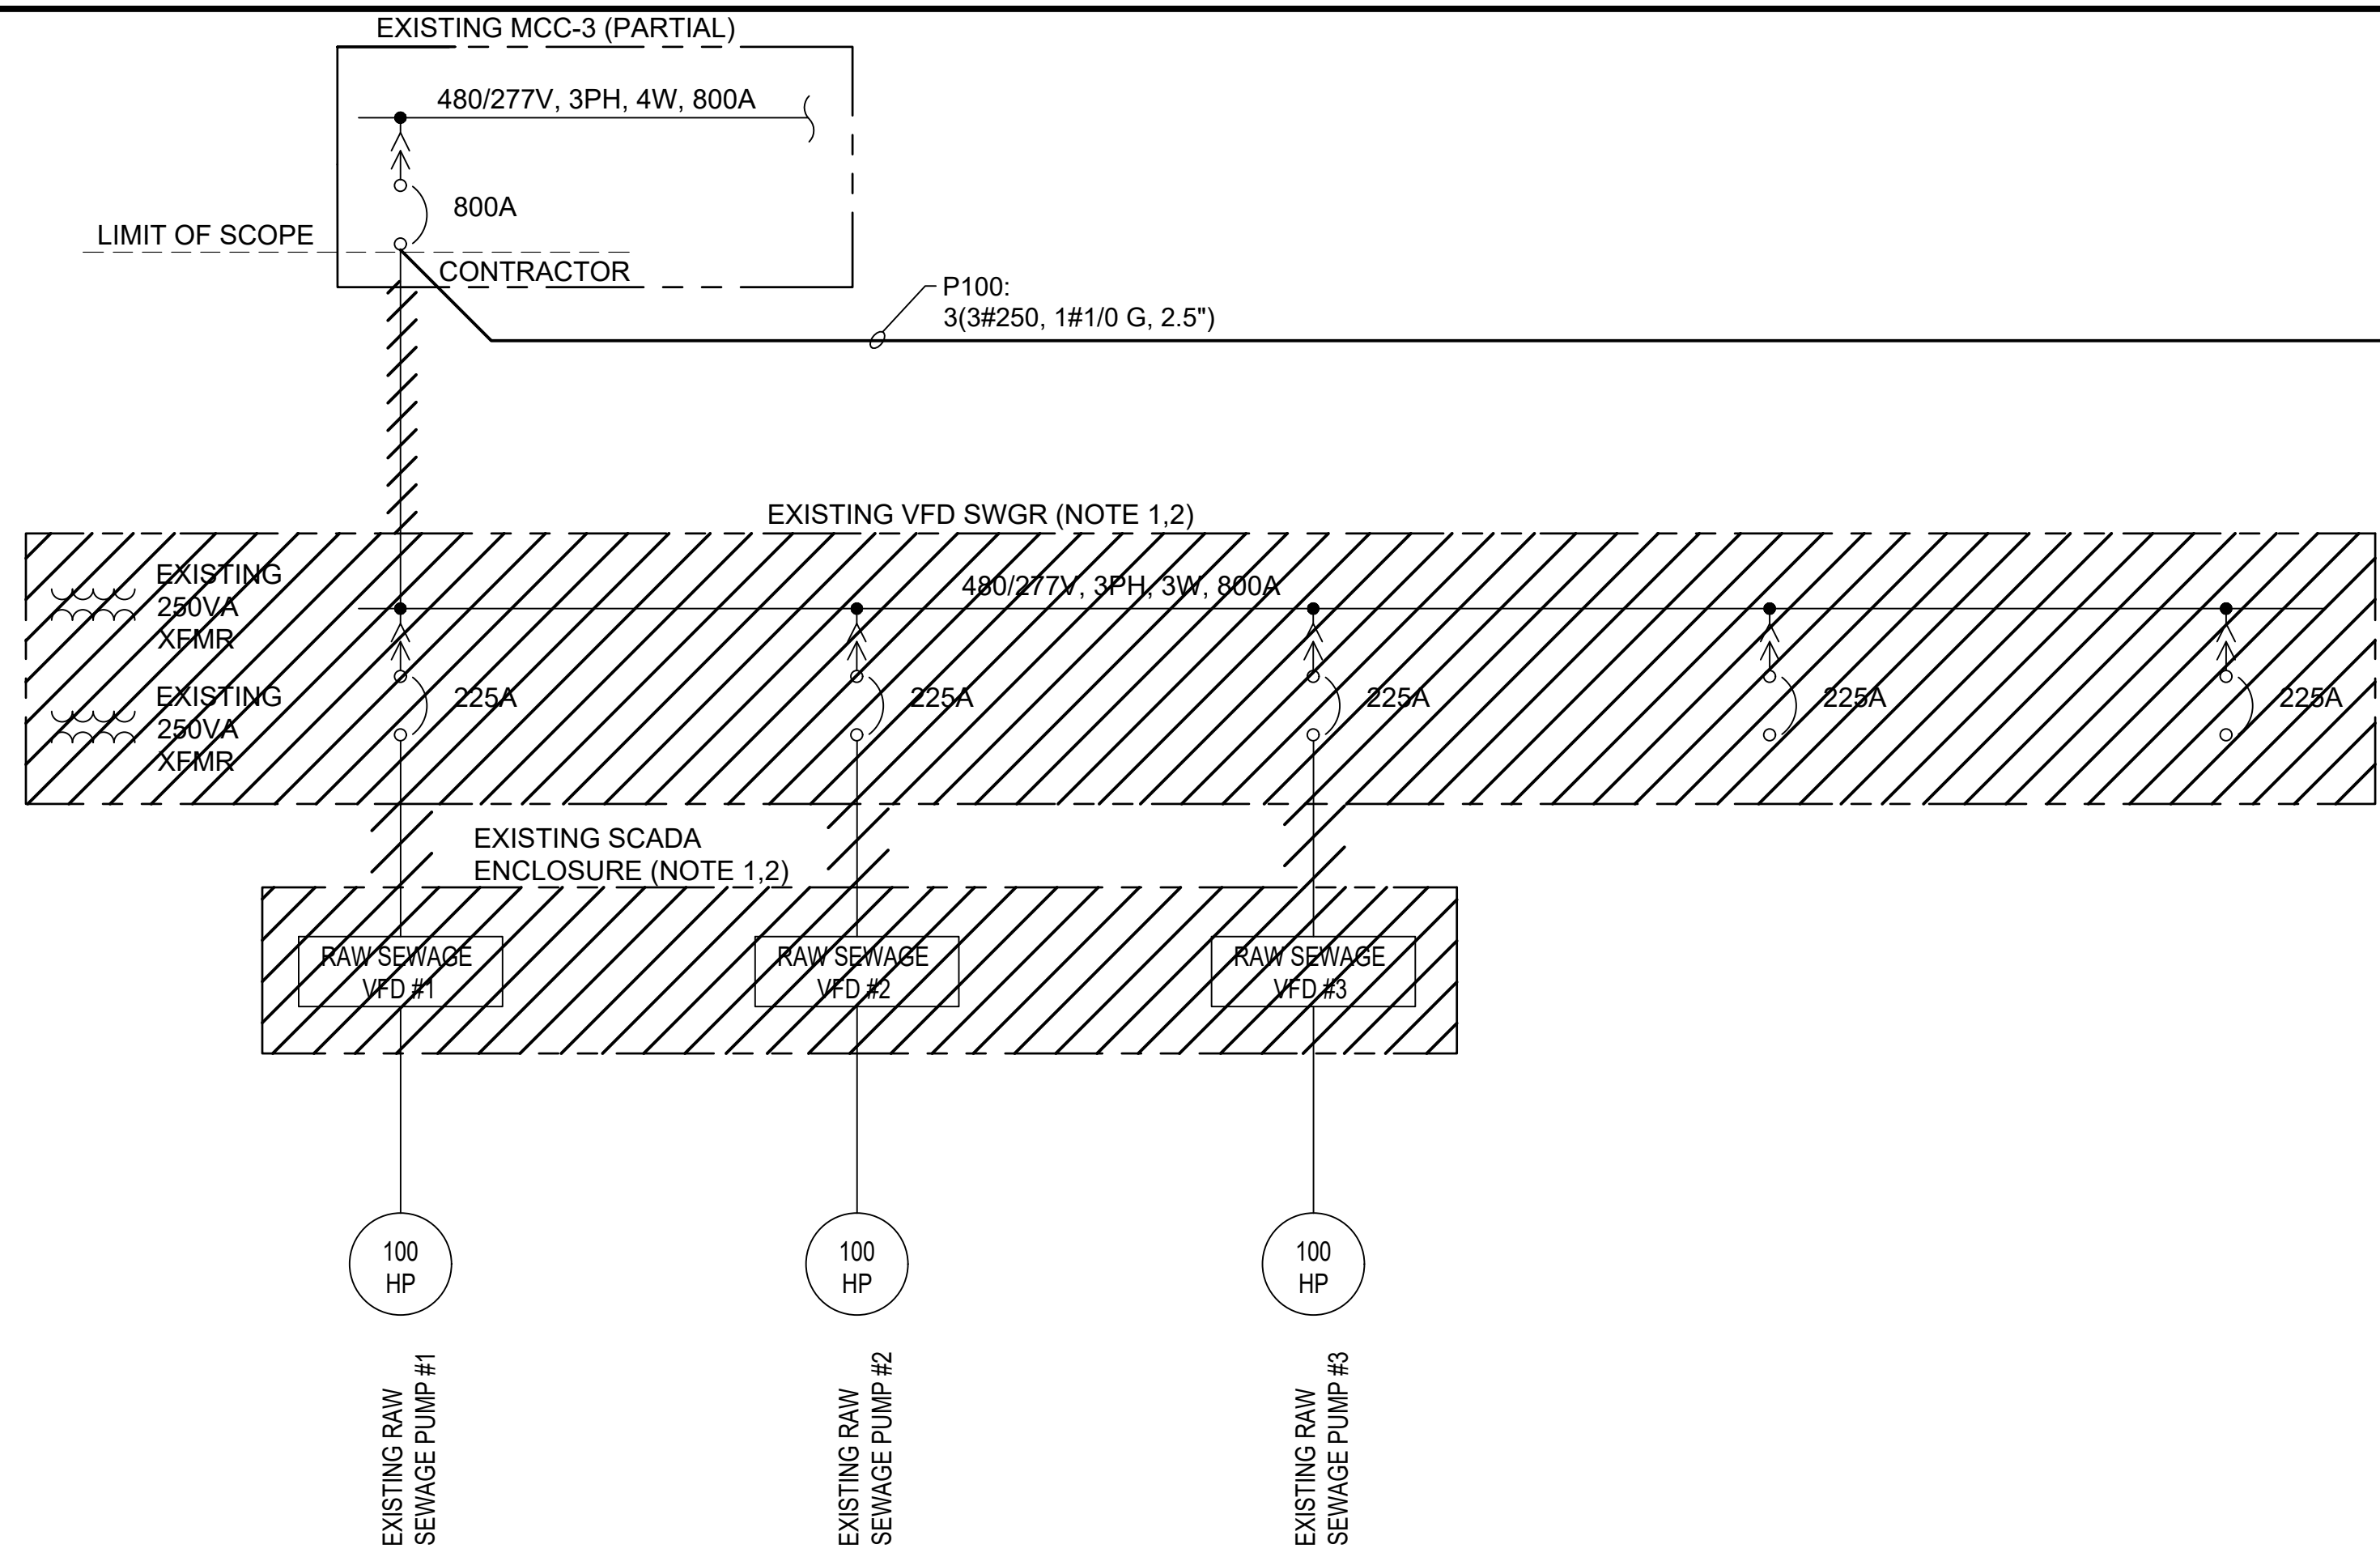 EXISTING MCC-3 (PARTIAL)
480/277V, 3PH, 4W, 800A
800A
LIMIT OF SCOPE
CONTRACTOR
P100:
3(3#250, 1#1/0 G, 2.5")
EXISTING VFD SWGR (NOTE 1,2)
EXISTING
250VA
XFMR
480/277V, 3PH, 3W, 800A
EXISTING
250VA
XFMR
225A
225A
225A
225A
225A
EXISTING SCADA
ENCLOSURE (NOTE 1,2)
RAW SEWAGE
VFD #1
RAW SEWAGE
VFD #2
RAW SEWAGE
VFD #3
100
HP
100
HP
100
HP
EXISTING RAW
SEWAGE PUMP #1
EXISTING RAW
SEWAGE PUMP #2
EXISTING RAW
SEWAGE PUMP #3